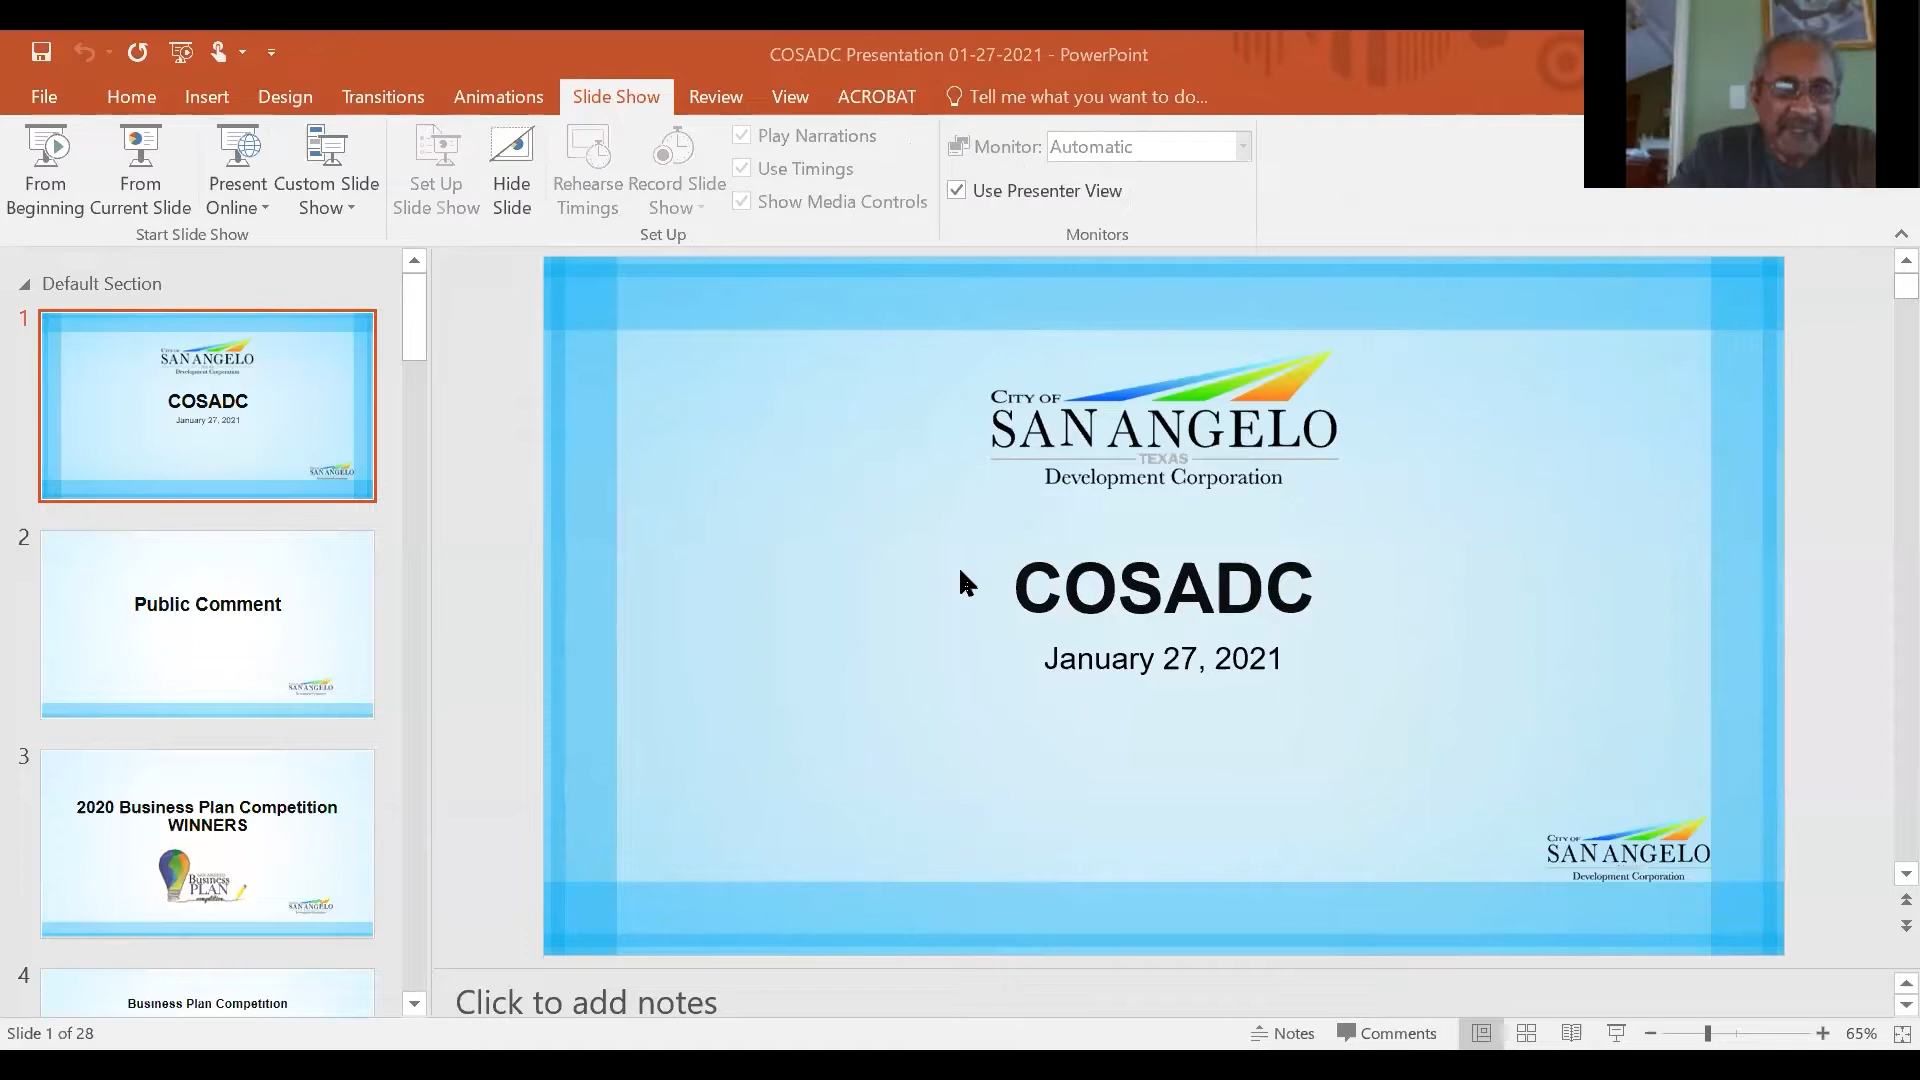 COSADC Presentation 01-27-2021 - PowerPoint
File Home Insert Design Transitions Animations Slide Show Review View ACROBAT Tell me what you want to do...
From Beginning
From Current Slide
Present Online
Custom Slide Show
Set Up Slide Show
Hide Slide
Rehearse Timings
Record Slide Show
Play Narrations
Use Timings
Show Media Controls
Monitor: Automatic
Use Presenter View
Start Slide Show
Set Up
Monitors
Default Section
1
CITY OF
SAN ANGELO
Development Corporation
COSADC
January 27, 2021
SAN ANGELO
2
Public Comment
SAN ANGELO
3
2020 Business Plan Competition
WINNERS
Business
PLAN
competition
SAN ANGELO
4
Business Plan Competition
CITY OF
SAN ANGELO
TEXAS
Development Corporation
COSADC
January 27, 2021
CITY OF
SAN ANGELO
Development Corporation
Click to add notes
Slide 1 of 28
Notes Comments 65%